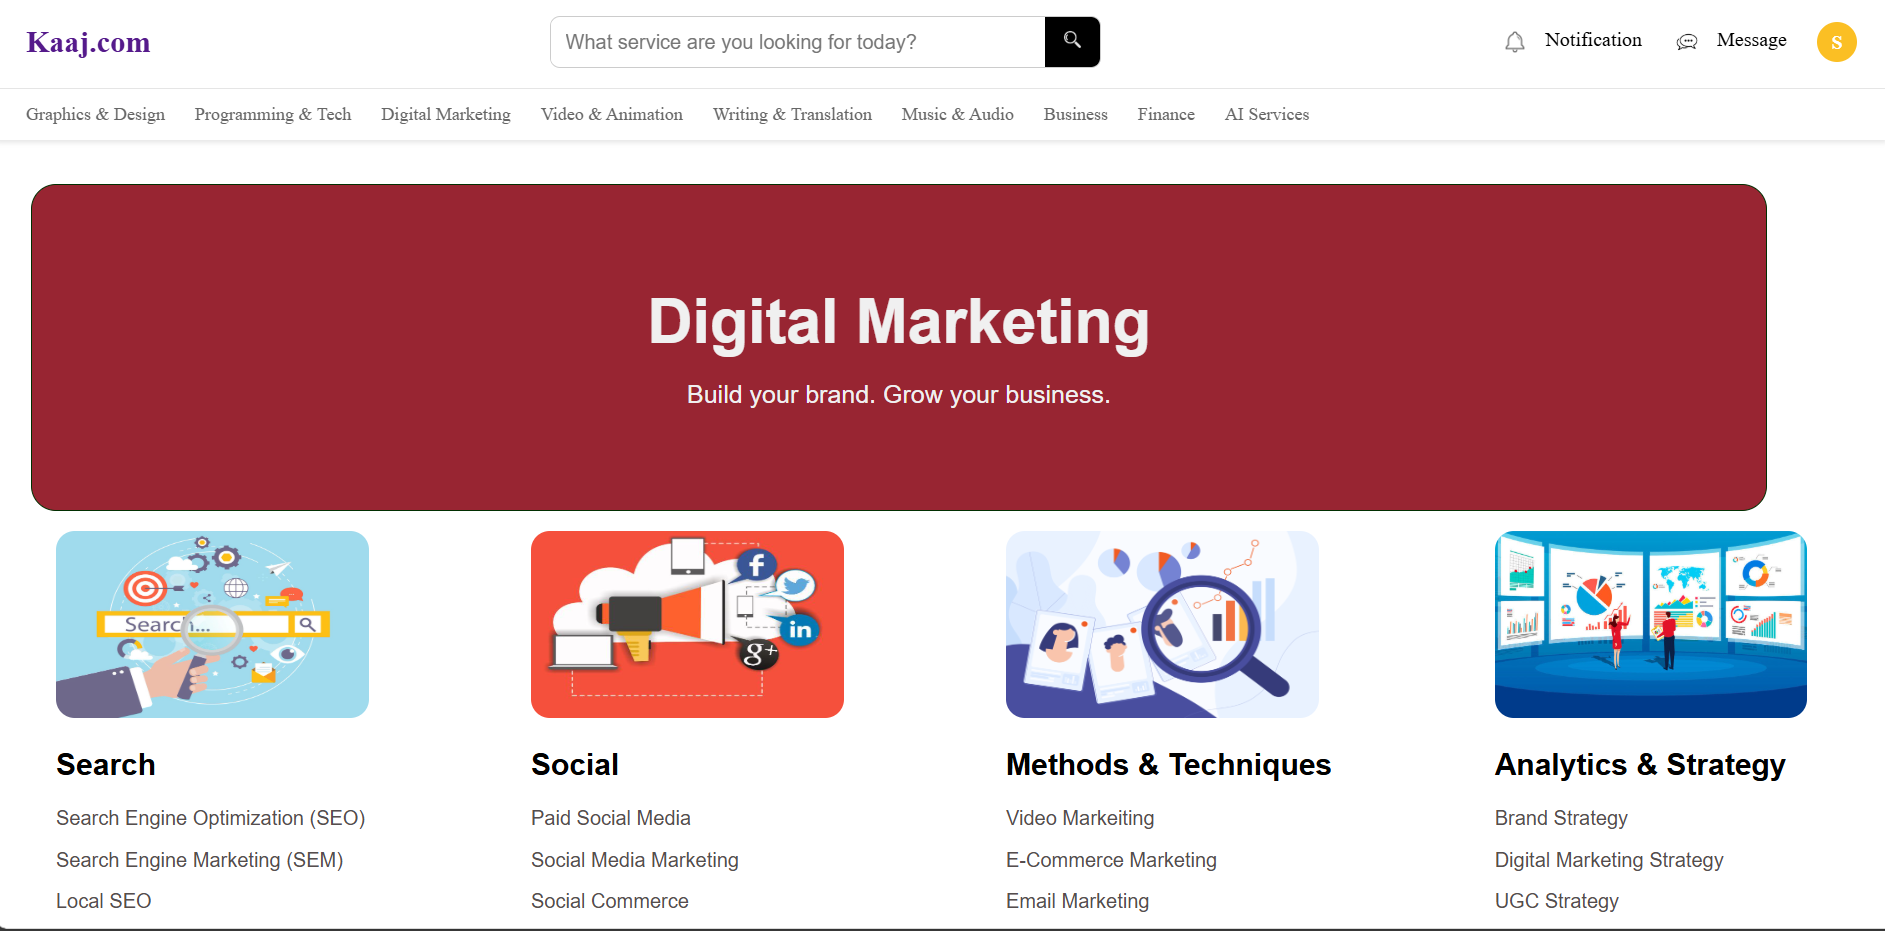 Kaaj.com
What service are you looking for today?
Notification
Message
S
Graphics & Design
Programming & Tech
Digital Marketing
Video & Animation
Writing & Translation
Music & Audio
Business
Finance
AI Services
Digital Marketing
Build your brand. Grow your business.
Search...
f
in
g+
Search
Search Engine Optimization (SEO)
Search Engine Marketing (SEM)
Local SEO
Social
Paid Social Media
Social Media Marketing
Social Commerce
Methods & Techniques
Video Markeiting
E-Commerce Marketing
Email Marketing
Analytics & Strategy
Brand Strategy
Digital Marketing Strategy
UGC Strategy